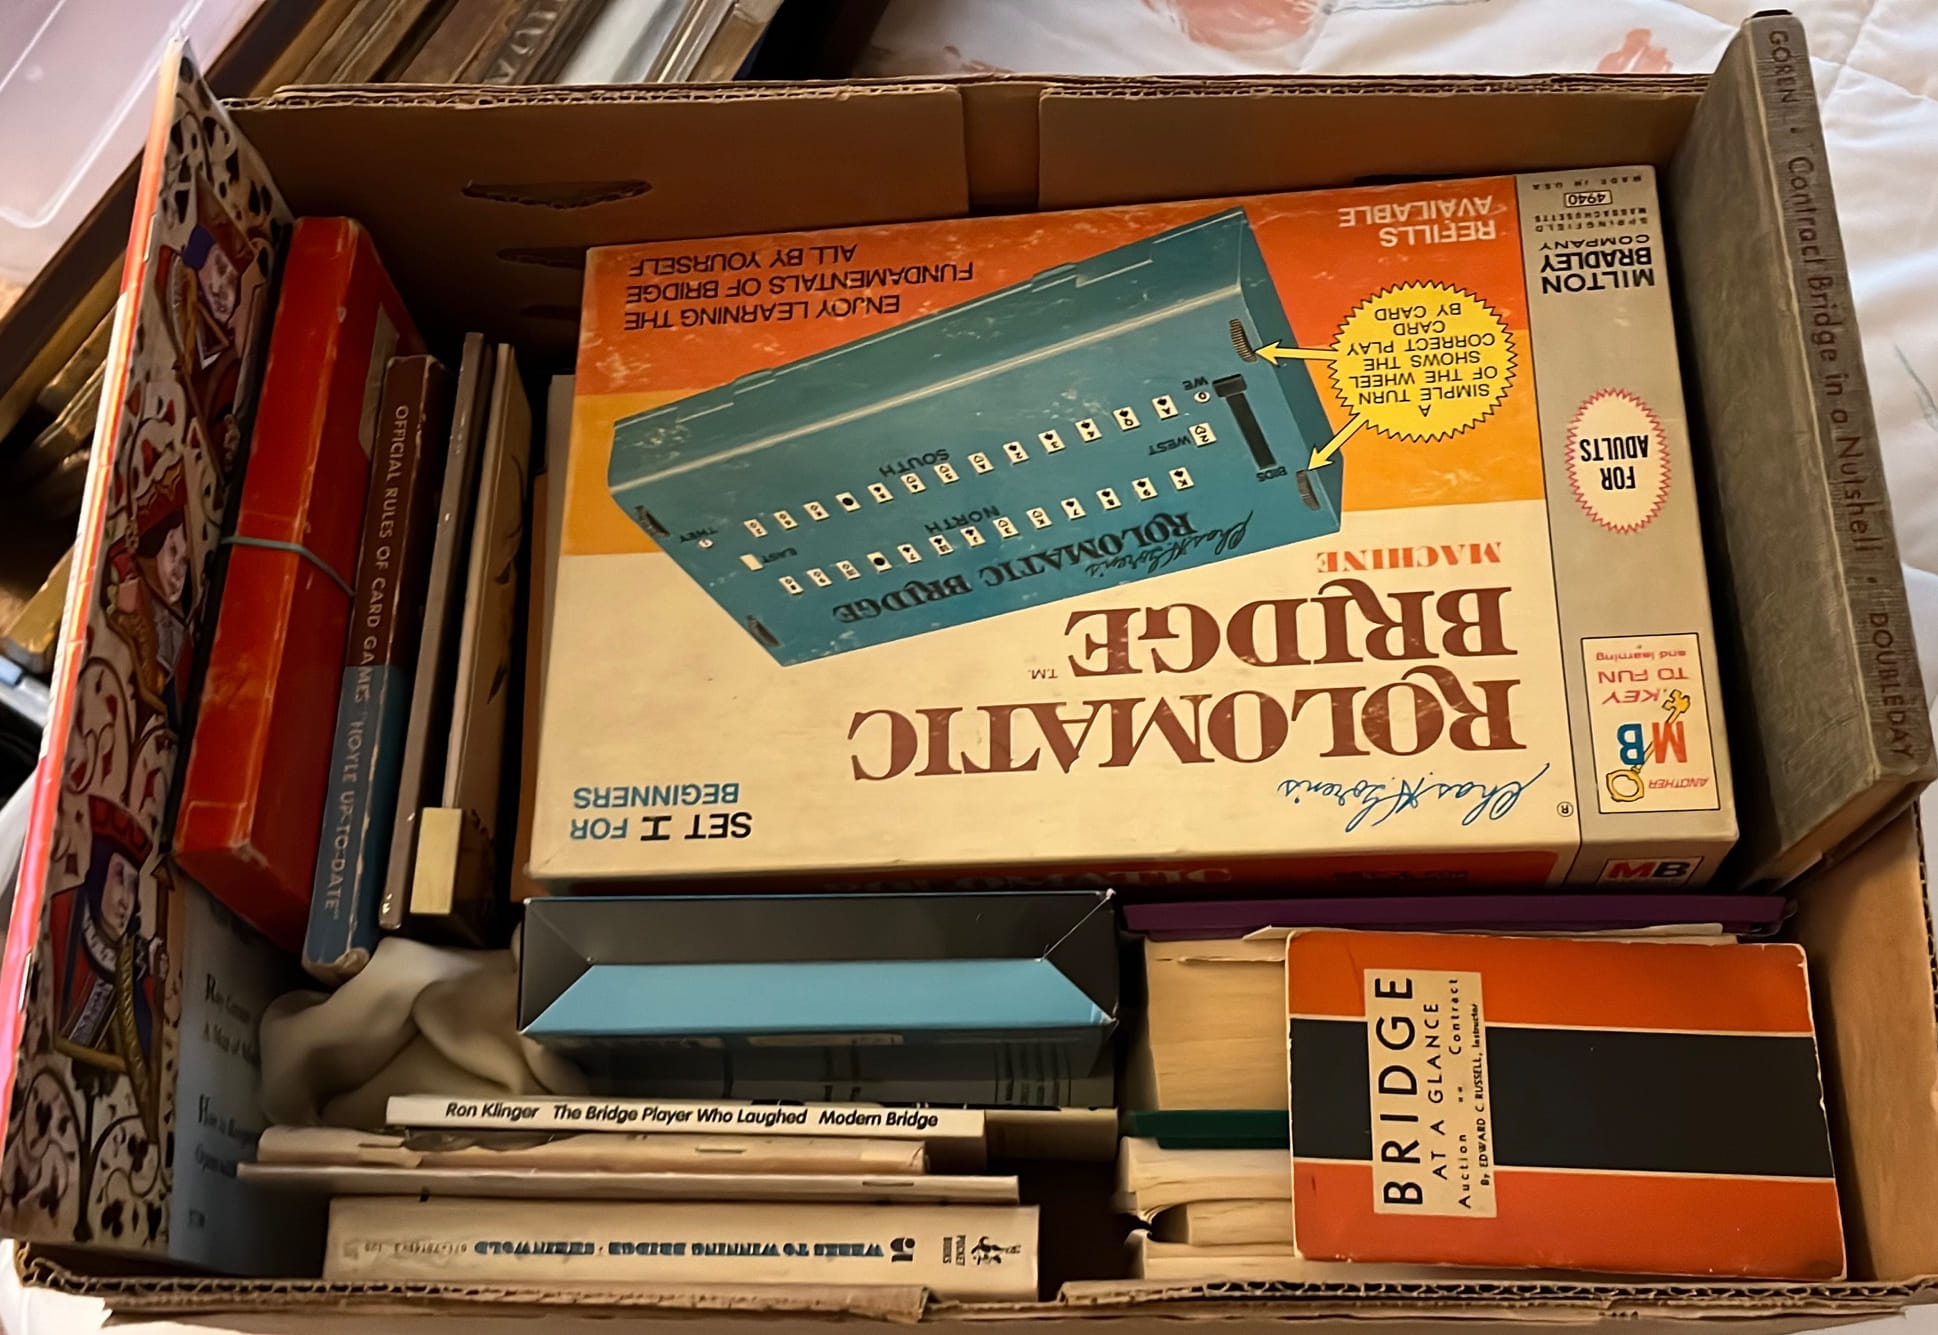 GOREN · Contract Bridge in a Nutshell · DOUBLEDAY
MADE IN U.S.A.
4940
SPRINGFIELD
MASSACHUSETTS
MILTON
BRADLEY
COMPANY
FOR
ADULTS
ANOTHER
MB
KEY
TO FUN
and learning
MB
REFILLS
AVAILABLE
ENJOY LEARNING THE
FUNDAMENTALS OF BRIDGE
ALL BY YOURSELF
A
SIMPLE TURN
OF THE WHEEL
SHOWS THE
CORRECT PLAY
CARD
BY CARD
WE
BIDS
WEST
SOUTH
NORTH
EAST
THEY
Chas. H. Goren's
ROLOMATIC BRIDGE
Chas. H. Goren's ®
ROLOMATIC
BRIDGE T.M.
MACHINE
SET I FOR
BEGINNERS
OFFICIAL RULES OF CARD GAMES "HOYLE UP-TO-DATE"
Ron Klinger The Bridge Player Who Laughed Modern Bridge
5 WEEKS TO WINNING BRIDGE · SHEINWOLD
POCKET
BOOKS
BRIDGE
AT A GLANCE
Auction Contract
By EDWARD C. RUSSELL, Instructor